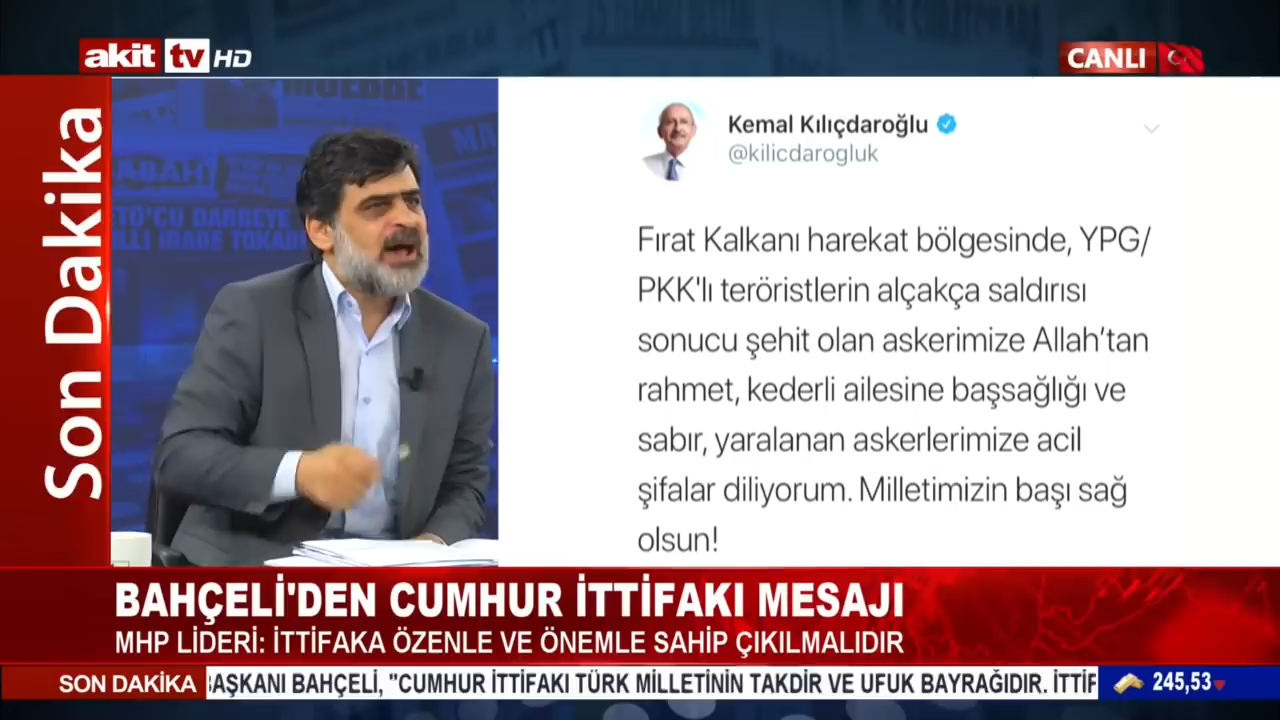 akit tv HD
CANLI
Son Dakika
Kemal Kılıçdaroğlu
@kilicdarogluk
Fırat Kalkanı harekat bölgesinde, YPG/
PKK'lı teröristlerin alçakça saldırısı
sonucu şehit olan askerimize Allah’tan
rahmet, kederli ailesine başsağlığı ve
sabır, yaralanan askerlerimize acil
şifalar diliyorum. Milletimizin başı sağ
olsun!
BAHÇELİ'DEN CUMHUR İTTİFAKI MESAJI
MHP LİDERİ: İTTİFAKA ÖZENLE VE ÖNEMLE SAHİP ÇIKILMALIDIR
SON DAKİKA
BAŞKANI BAHÇELİ, "CUMHUR İTTİFAKI TÜRK MİLLETİNİN TAKDİR VE UFUK BAYRAĞIDIR. İTTİF
245,53